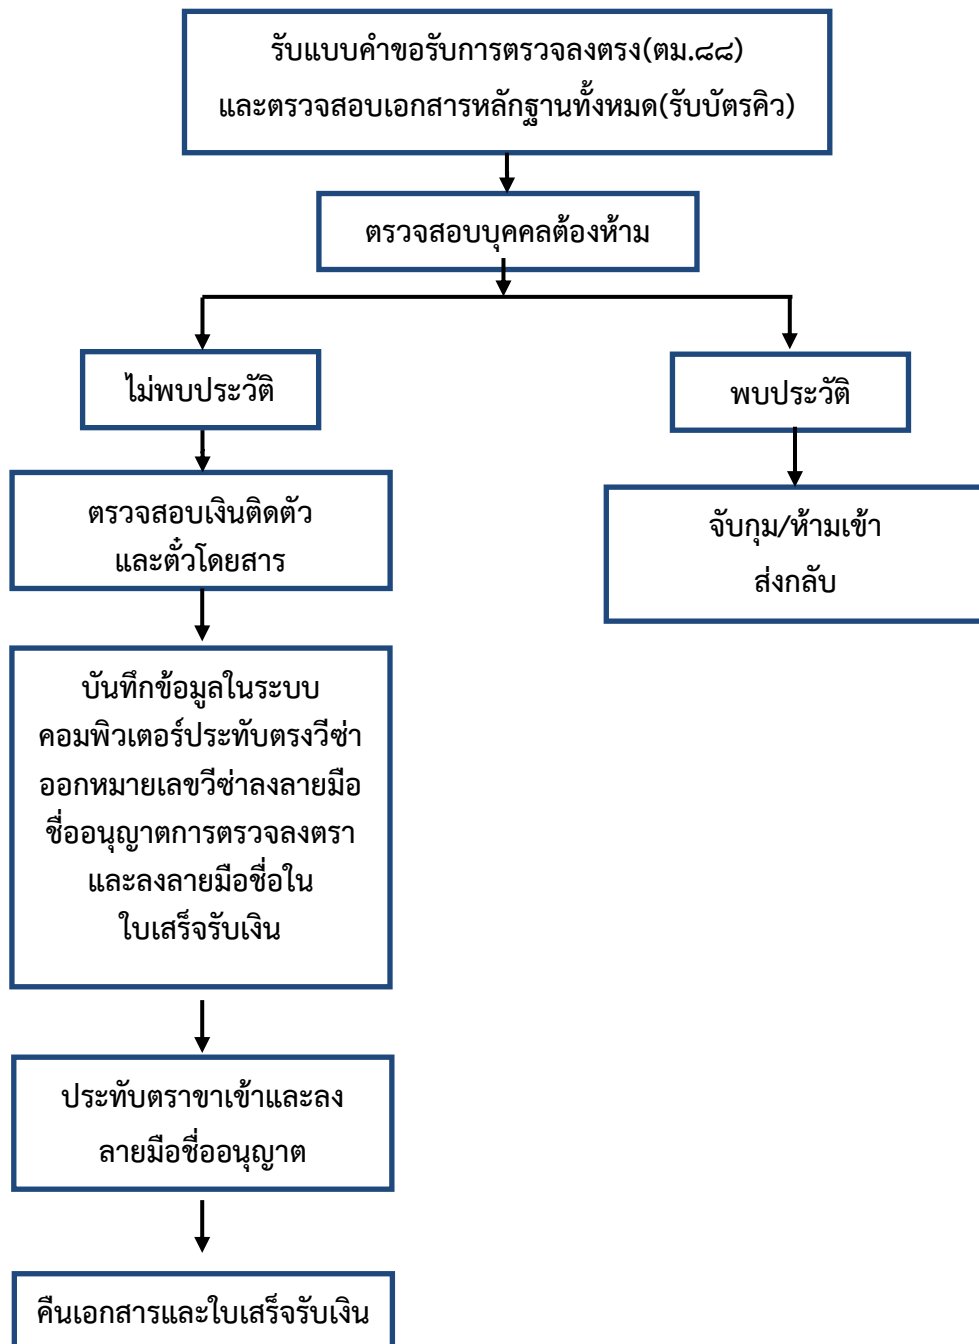 รับแบบคำขอรับการตรวจลงตรง(ตม.๘๘)
และตรวจสอบเอกสารหลักฐานทั้งหมด(รับบัตรคิว)
ตรวจสอบบุคคลต้องห้าม
ไม่พบประวัติ
พบประวัติ
ตรวจสอบเงินติดตัว
และตั๋วโดยสาร
จับกุม/ห้ามเข้า
ส่งกลับ
บันทึกข้อมูลในระบบ
คอมพิวเตอร์ประทับตรงวีซ่า
ออกหมายเลขวีซ่าลงลายมือ
ชื่ออนุญาตการตรวจลงตรา
และลงลายมือชื่อใน
ใบเสร็จรับเงิน
ประทับตราขาเข้าและลง
ลายมือชื่ออนุญาต
คืนเอกสารและใบเสร็จรับเงิน